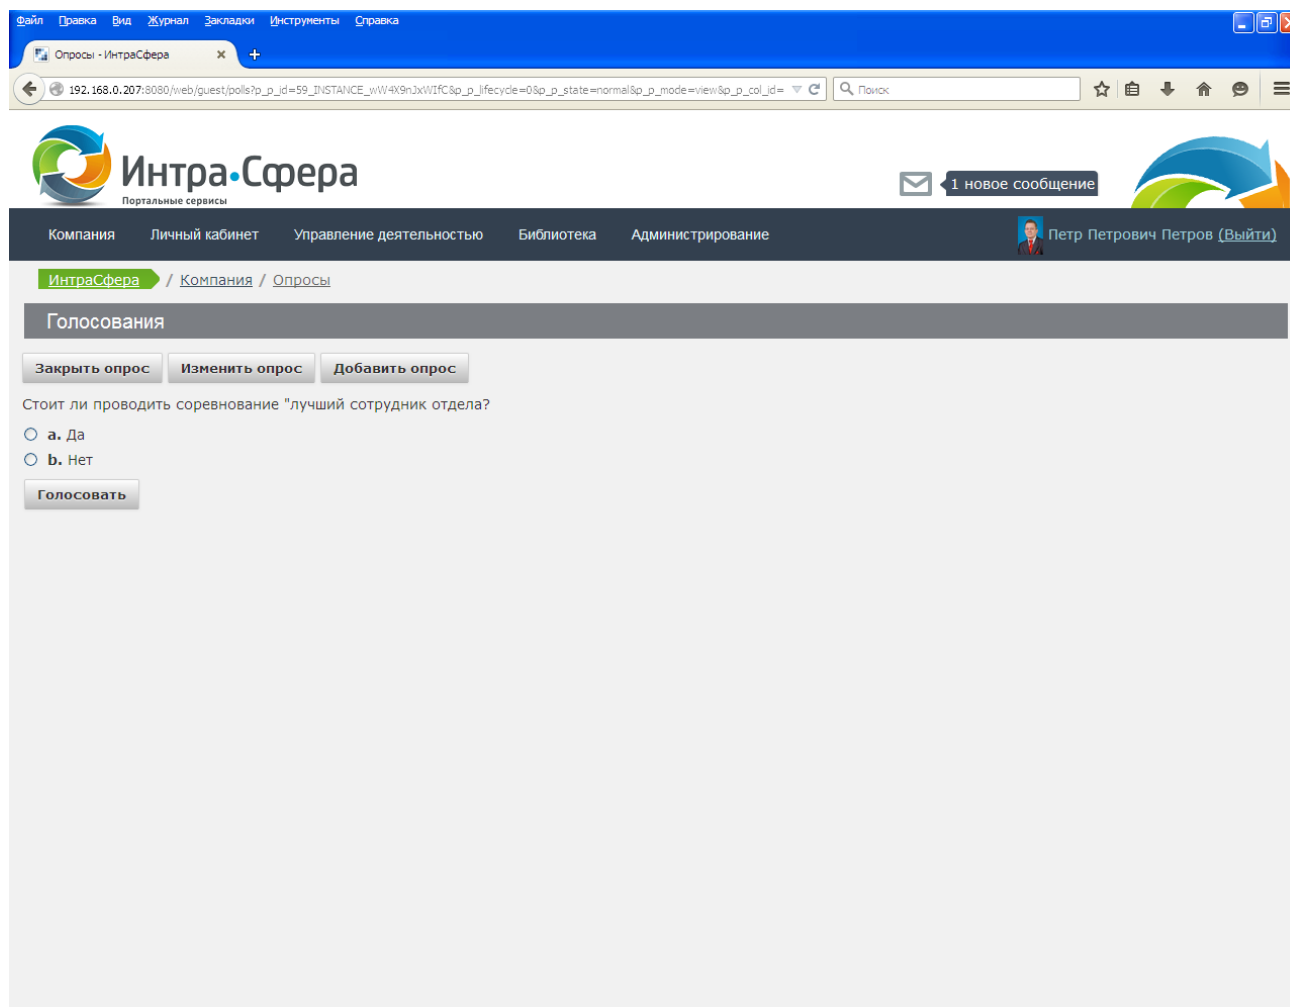 Файл Правка Вид Журнал Закладки Инструменты Справка
Опросы - ИнтраСфера
192.168.0.207:8080/web/guest/polls?p_p_id=59_INSTANCE_wW4X9nJxWIfC&p_p_lifecycle=0&p_p_state=normal&p_p_mode=view&p_p_col_id= Поиск
Интра•Сфера
Портальные сервисы
1 новое сообщение
Компания Личный кабинет Управление деятельностью Библиотека Администрирование Петр Петрович Петров (Выйти)
ИнтраСфера / Компания / Опросы
Голосования
Закрыть опрос Изменить опрос Добавить опрос
Стоит ли проводить соревнование "лучший сотрудник отдела?
a. Да
b. Нет
Голосовать